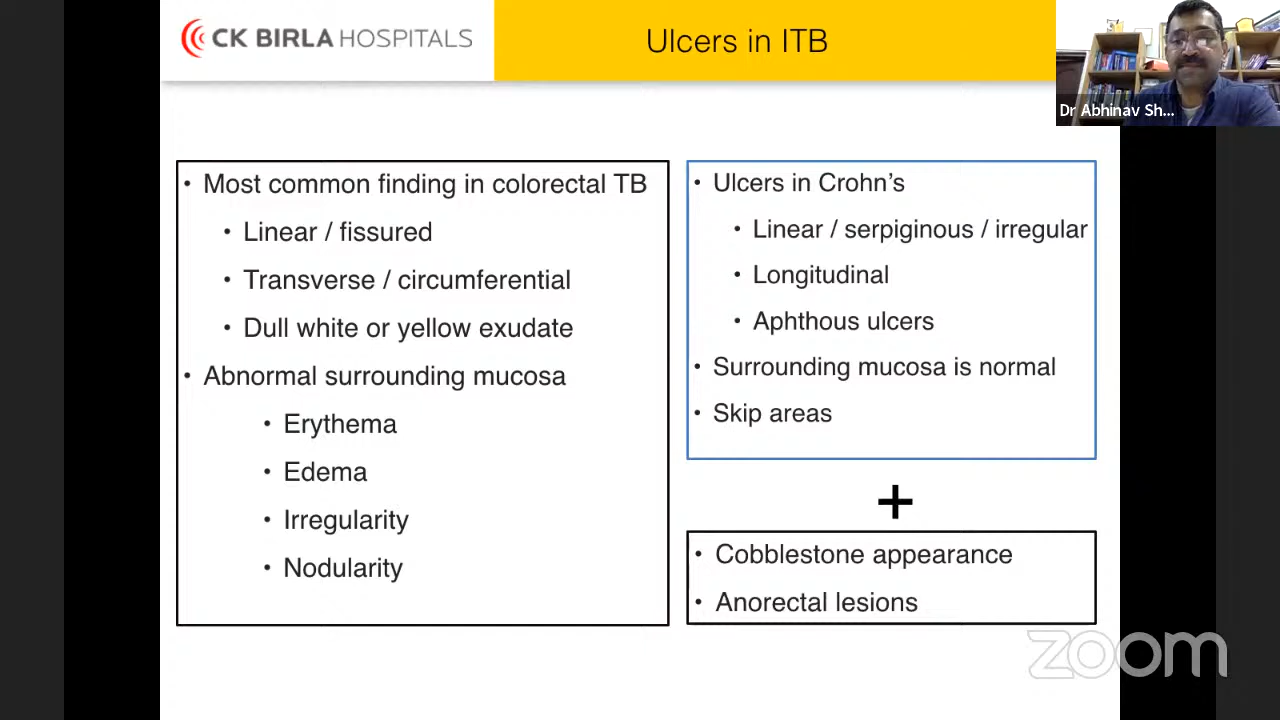 CK BIRLA HOSPITALS
Ulcers in ITB
Dr Abhinav Sh...
• Most common finding in colorectal TB
• Linear / fissured
• Transverse / circumferential
• Dull white or yellow exudate
• Abnormal surrounding mucosa
• Erythema
• Edema
• Irregularity
• Nodularity
• Ulcers in Crohn’s
• Linear / serpiginous / irregular
• Longitudinal
• Aphthous ulcers
• Surrounding mucosa is normal
• Skip areas
+
• Cobblestone appearance
• Anorectal lesions
zoom